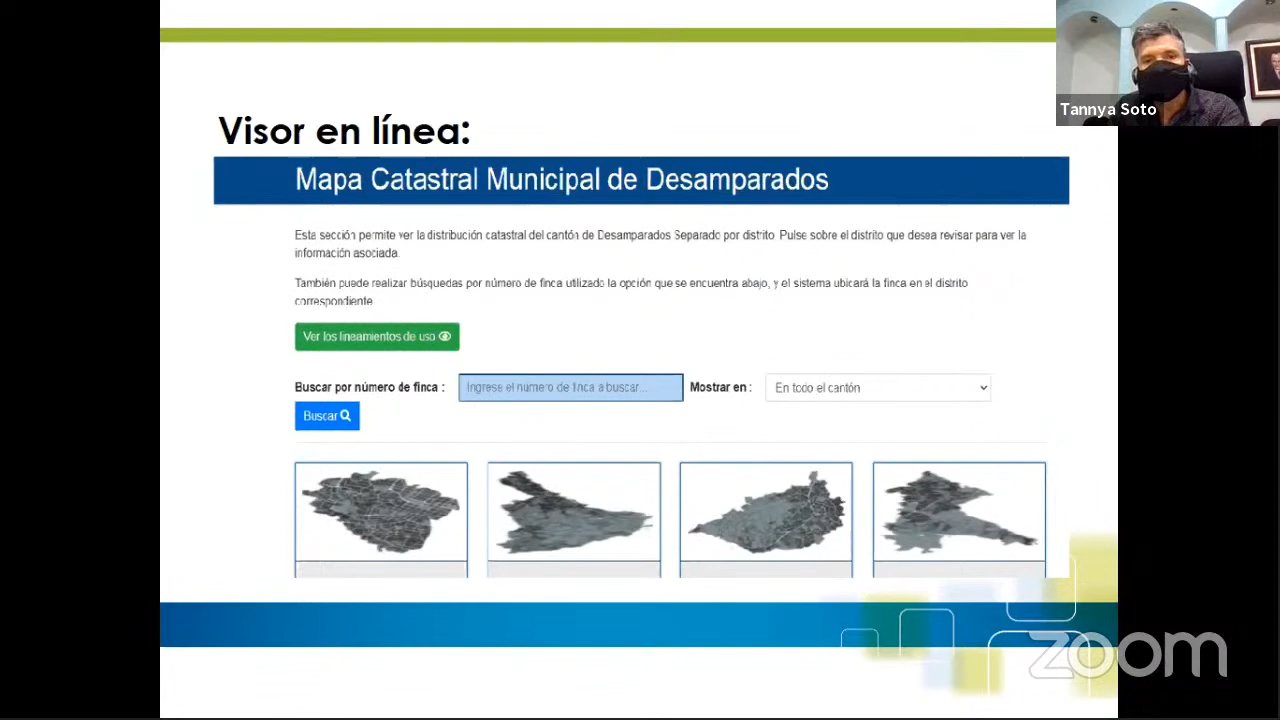 Visor en línea:
Mapa Catastral Municipal de Desamparados
Esta sección permite ver la distribución catastral del cantón de Desamparados Separado por distrito. Pulse sobre el distrito que desea revisar para ver la
información asociada.
También puede realizar búsquedas por número de finca utilizado la opción que se encuentra abajo, y el sistema ubicará la finca en el distrito
correspondiente
Ver los lineamientos de uso
Buscar por número de finca :
Ingrese el número de finca a buscar...
Mostrar en :
En todo el cantón
Buscar
Tannya Soto
zoom